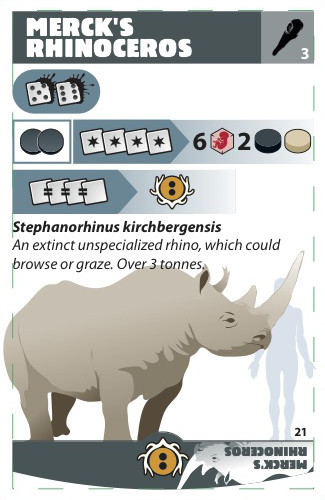 MERCK'S
RHINOCEROS
3
6 2
Stephanorhinus kirchbergensis
An extinct unspecialized rhino, which could
browse or graze. Over 3 tonnes.
21
MERCK'S
RHINOCEROS